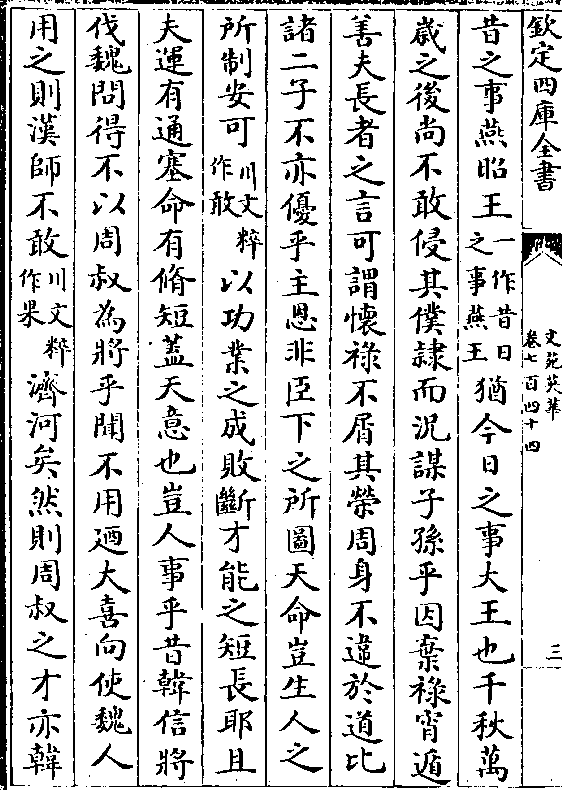 欽定四庫全書
文苑英華
卷七百四十四
三
昔之事燕昭王一作昔日之事燕王猶今日之事大王也千秋萬
歳之後尚不敢侵其僕隷而況謀子孫乎因棄祿宵遁
善夫長者之言可謂懐祿不屑其榮周身不違於道比
諸二子不亦優乎主恩非臣下之所圖天命豈生人之
所制安可川文粹作敢以功業之成敗斷才能之短長耶且
夫運有通塞命有脩短蓋天意也豈人事乎昔韓信將
伐魏問得不以周叔為將乎聞不用廼大喜向使魏人
用之則漢師不敢川文粹作果濟河矣然則周叔之才亦韓